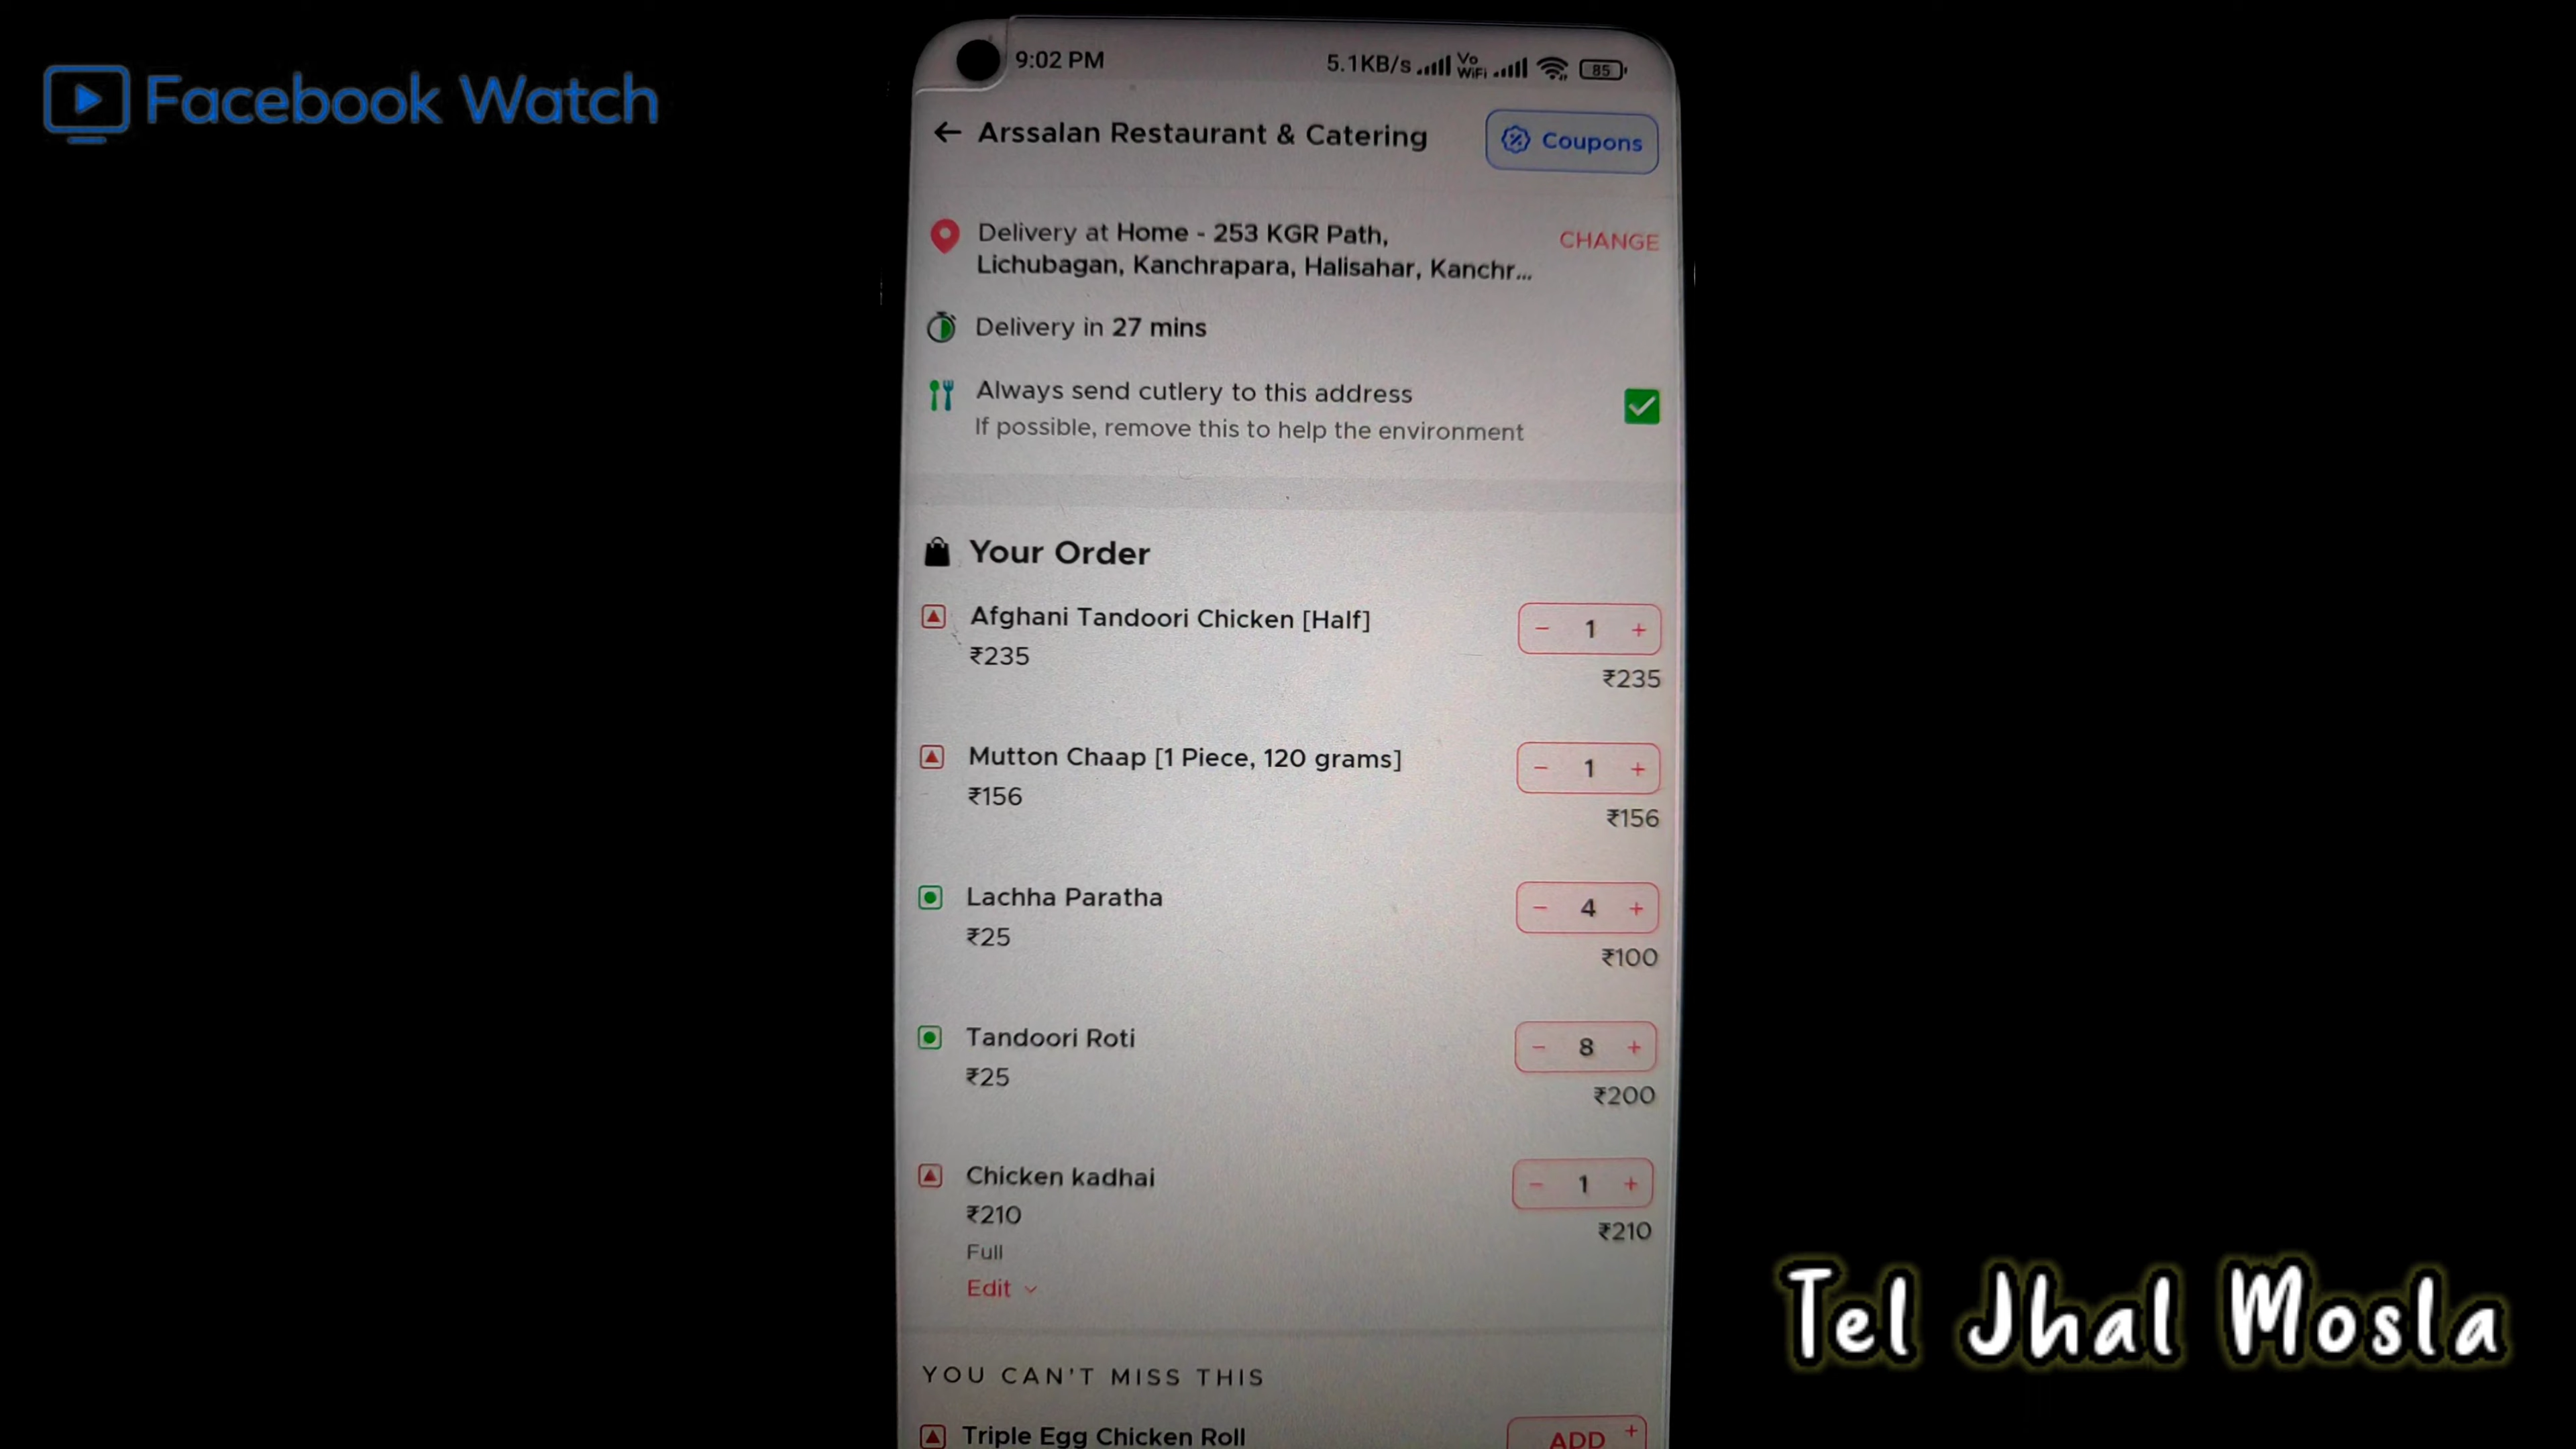 Facebook Watch
9:02 PM
5.1KB/s Vo WiFi 85
Arssalan Restaurant & Catering
Coupons
Delivery at Home - 253 KGR Path,
Lichubagan, Kanchrapara, Halisahar, Kanchr...
CHANGE
Delivery in 27 mins
Always send cutlery to this address
If possible, remove this to help the environment
Your Order
Afghani Tandoori Chicken [Half]
- 1 +
₹235
₹235
Mutton Chaap [1 Piece, 120 grams]
- 1 +
₹156
₹156
Lachha Paratha
- 4 +
₹25
₹100
Tandoori Roti
- 8 +
₹25
₹200
Chicken kadhai
- 1 +
₹210
₹210
Full
Edit
YOU CAN'T MISS THIS
Triple Egg Chicken Roll
ADD +
Tel Jhal Mosla